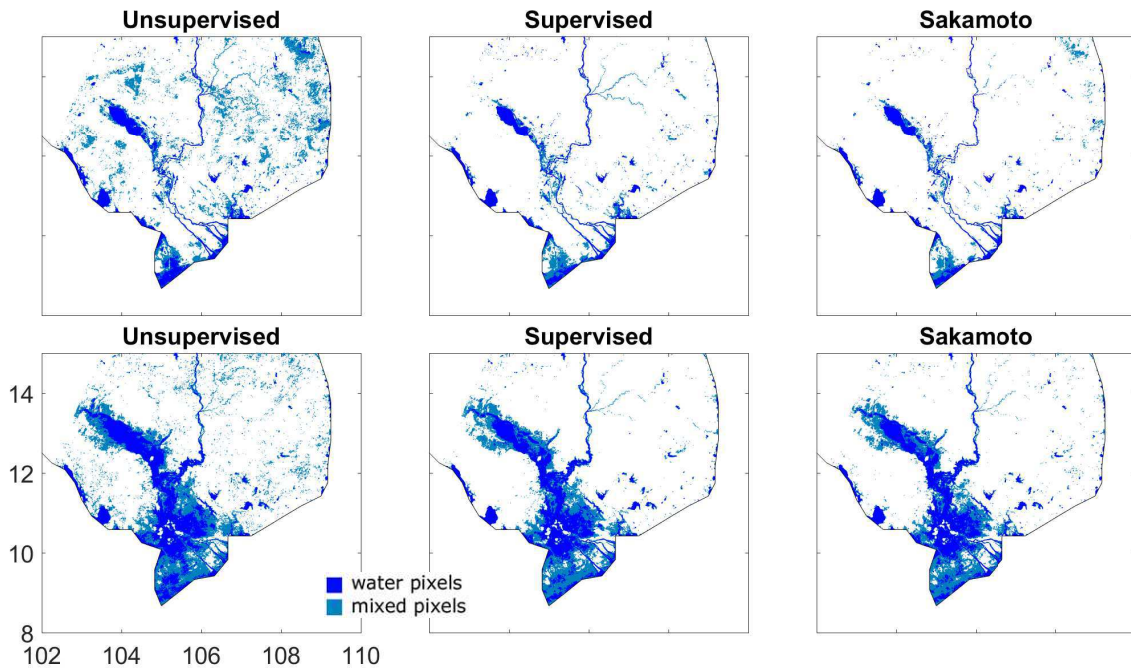 Unsupervised Supervised Sakamoto
Unsupervised Supervised Sakamoto
14
12
10
8
water pixels
mixed pixels
102 104 106 108 110